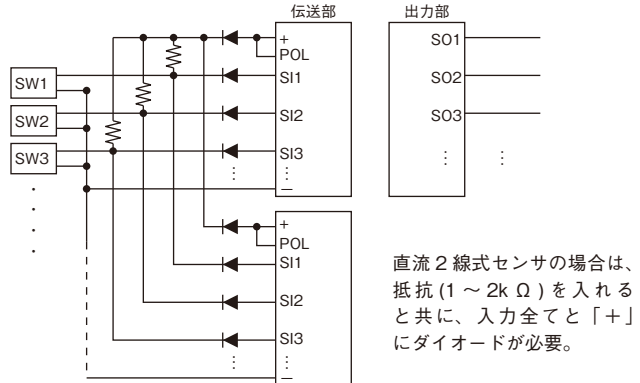 伝送部
出力部
+
POL
SI1
SI2
SI3
⋮ ⋮
−
SW1
SW2
SW3
・
・
・
・
SO1
SO2
SO3
⋮ ⋮
+
POL
SI1
SI2
SI3
⋮ ⋮
−
直流2線式センサの場合は、
抵抗(1～2kΩ)を入れる
と共に、入力全てと「+」
にダイオードが必要。